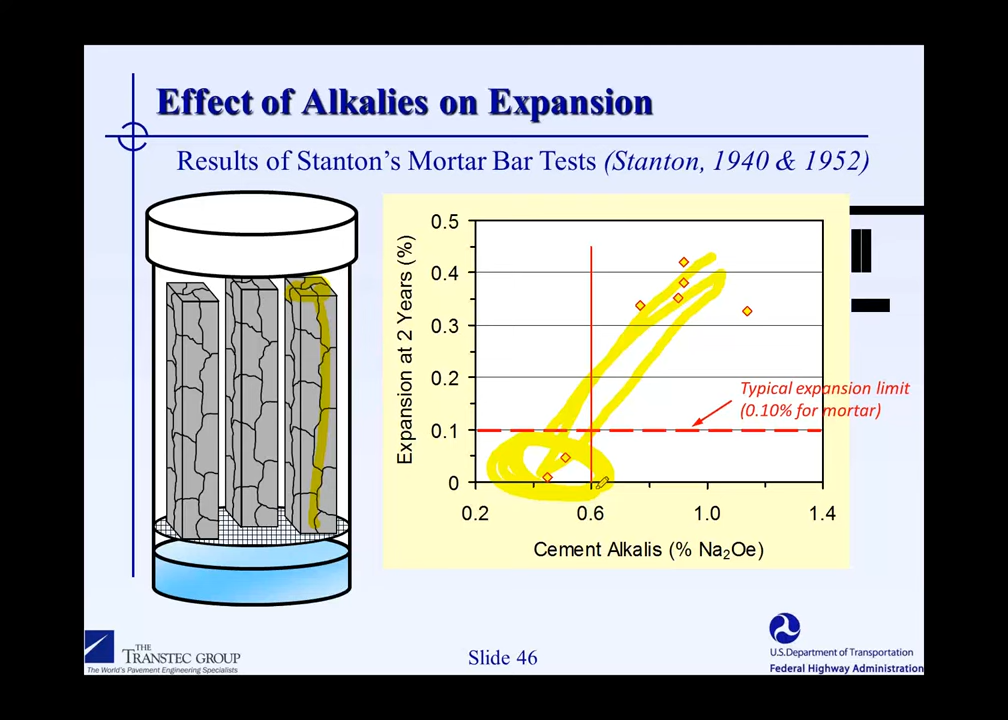 Effect of Alkalies on Expansion
Results of Stanton's Mortar Bar Tests (Stanton, 1940 & 1952)
Expansion at 2 Years (%)
0.5
0.4
0.3
0.2
0.1
0
Typical expansion limit
(0.10% for mortar)
0.2 0.6 1.0 1.4
Cement Alkalis (% Na₂Oe)
THE
TRANSTEC GROUP
The World's Pavement Engineering Specialists
Slide 46
U.S.Department of Transportation
Federal Highway Administration